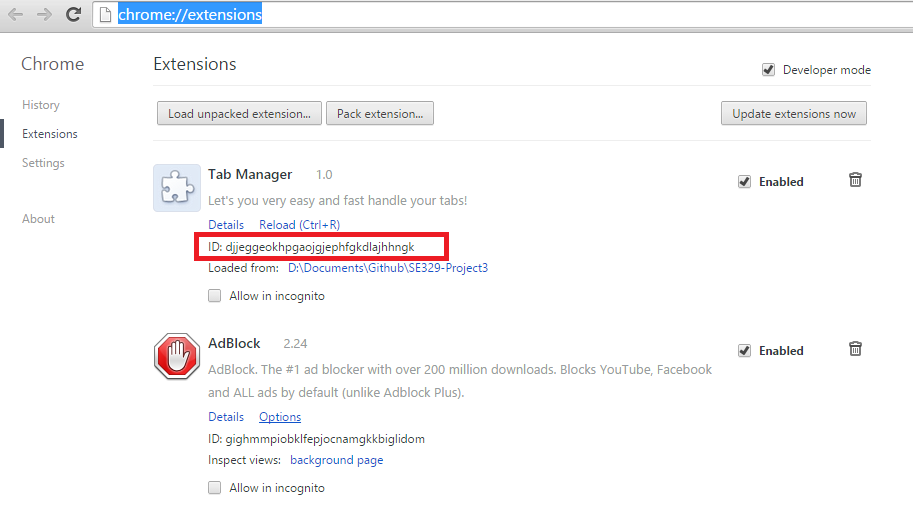 chrome://extensions
Chrome
Extensions
Developer mode
History
Extensions
Settings
About
Load unpacked extension...
Pack extension...
Update extensions now
Tab Manager 1.0
Enabled
Let's you very easy and fast handle your tabs!
Details Reload (Ctrl+R)
ID: djjeggeokhpgaojgjephfgkdlajhhngk
Loaded from: D:\Documents\Github\SE329-Project3
Allow in incognito
AdBlock 2.24
Enabled
AdBlock. The #1 ad blocker with over 200 million downloads. Blocks YouTube, Facebook
and ALL ads by default (unlike Adblock Plus).
Details Options
ID: gighmmpiobklfepjocnamgkkbiglidom
Inspect views: background page
Allow in incognito